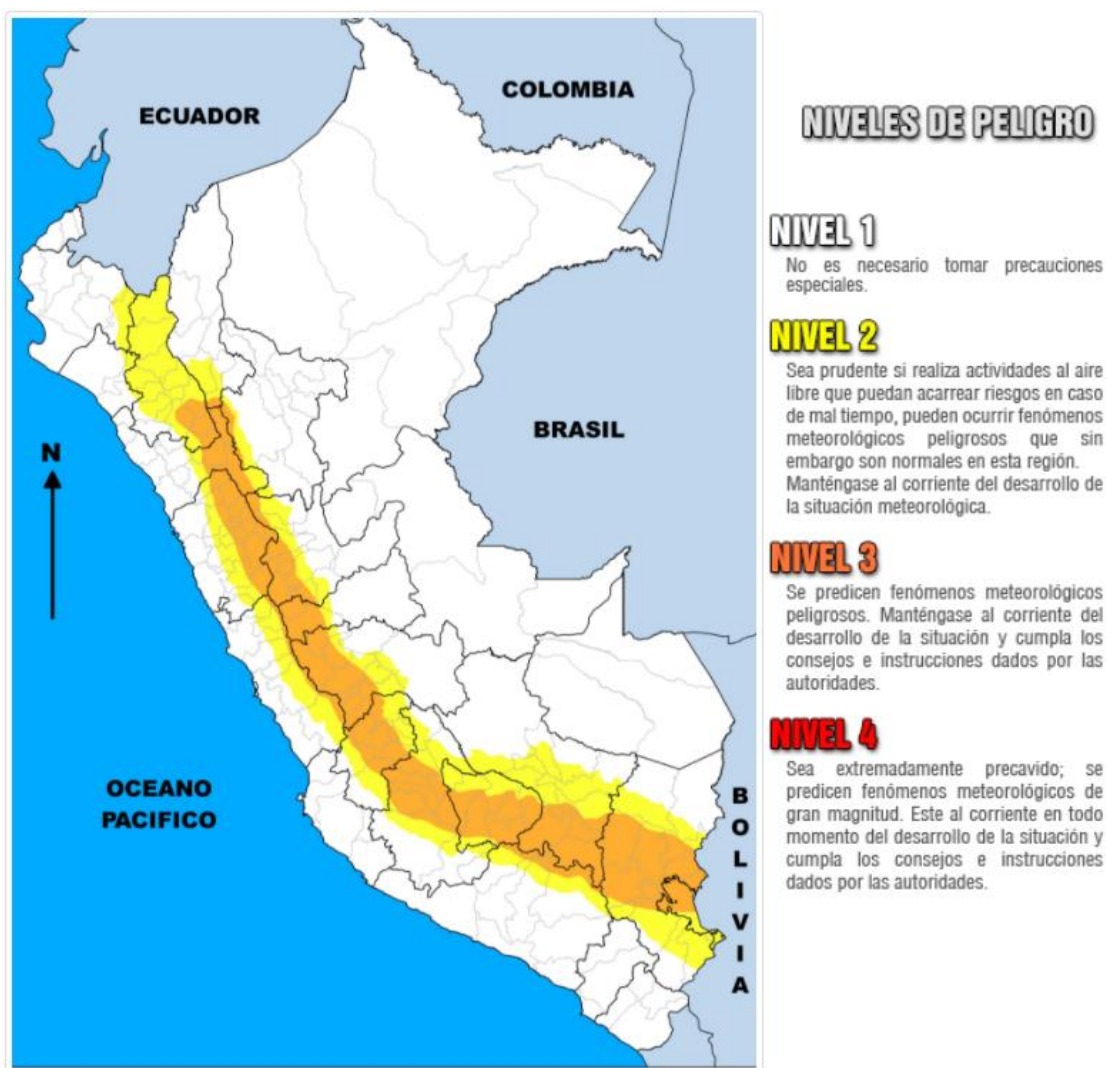 ECUADOR
COLOMBIA
BRASIL
N
OCEANO
PACIFICO
B
O
L
I
V
I
A
NIVELES DE PELIGRO
NIVEL 1
No es necesario tomar precauciones
especiales.
NIVEL 2
Sea prudente si realiza actividades al aire
libre que puedan acarrear riesgos en caso
de mal tiempo, pueden ocurrir fenómenos
meteorológicos peligrosos que sin
embargo son normales en esta región.
Manténgase al corriente del desarrollo de
la situación meteorológica.
NIVEL 3
Se predicen fenómenos meteorológicos
peligrosos. Manténgase al corriente del
desarrollo de la situación y cumpla los
consejos e instrucciones dados por las
autoridades.
NIVEL 4
Sea extremadamente precavido; se
predicen fenómenos meteorológicos de
gran magnitud. Este al corriente en todo
momento del desarrollo de la situación y
cumpla los consejos e instrucciones
dados por las autoridades.